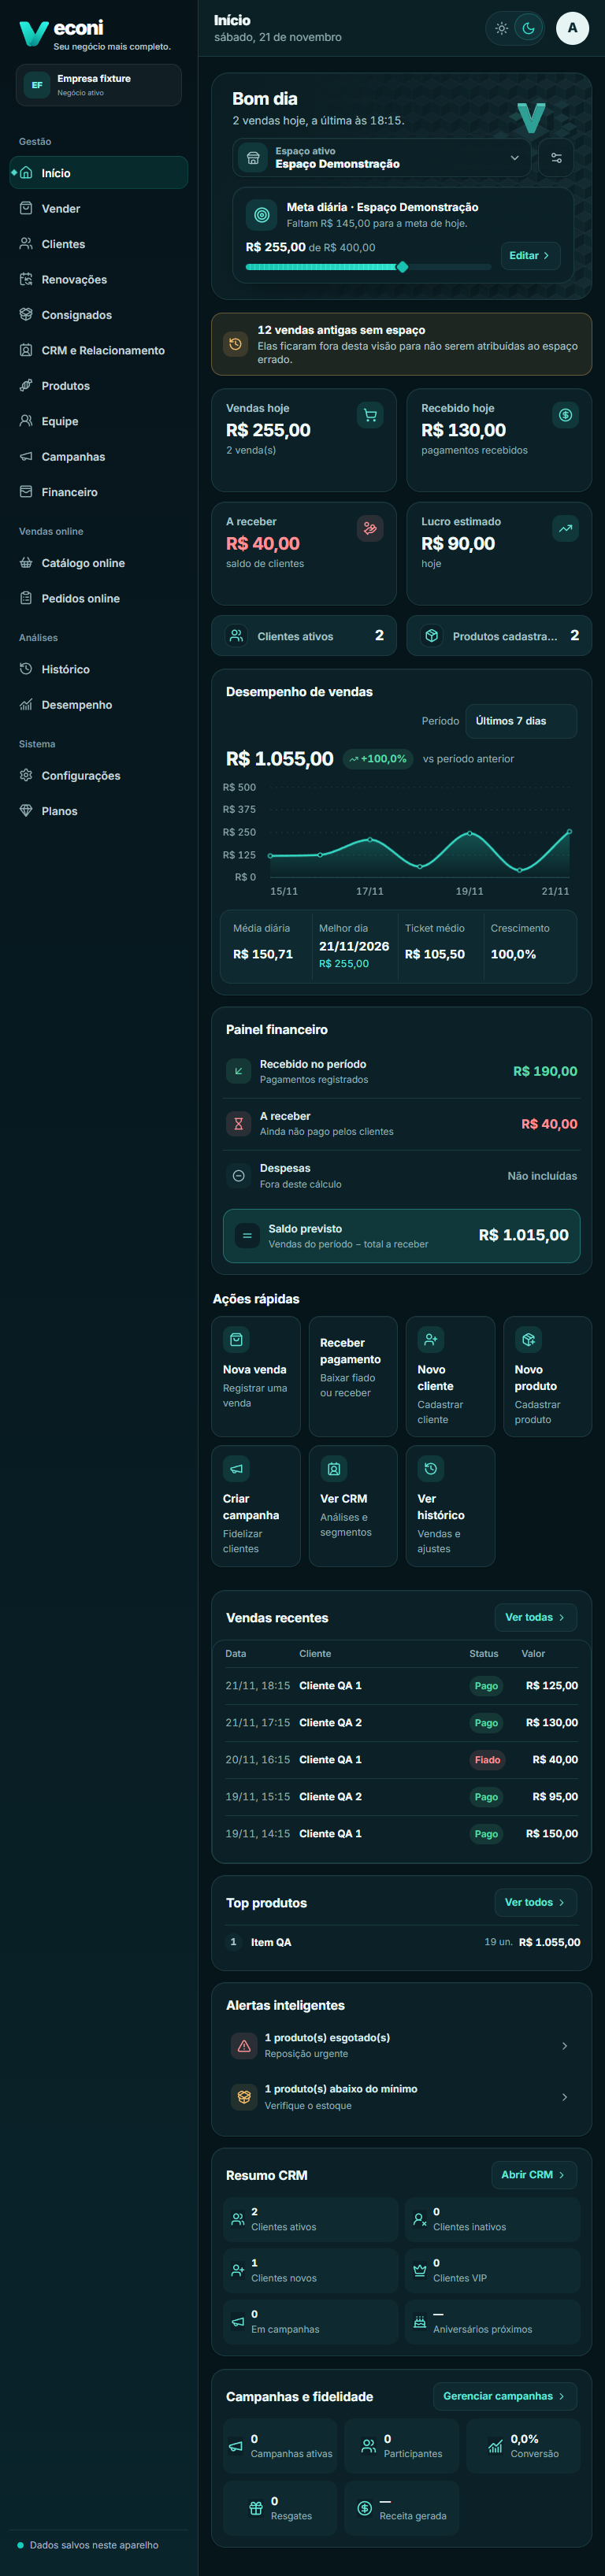 Veconi
Seu negócio mais completo.
EF
Empresa fixture
Negócio ativo
Gestão
Início
Vender
Clientes
Renovações
Consignados
CRM e Relacionamento
Produtos
Equipe
Campanhas
Financeiro
Vendas online
Catálogo online
Pedidos online
Análises
Histórico
Desempenho
Sistema
Configurações
Planos
Dados salvos neste aparelho
Início
sábado, 21 de novembro
A
Bom dia
2 vendas hoje, a última às 18:15.
Espaço ativo
Espaço Demonstração
Meta diária · Espaço Demonstração
Faltam R$ 145,00 para a meta de hoje.
R$ 255,00 de R$ 400,00
Editar
12 vendas antigas sem espaço
Elas ficaram fora desta visão para não serem atribuídas ao espaço
errado.
Vendas hoje
R$ 255,00
2 venda(s)
Recebido hoje
R$ 130,00
pagamentos recebidos
A receber
R$ 40,00
saldo de clientes
Lucro estimado
R$ 90,00
hoje
Clientes ativos 2
Produtos cadastra... 2
Desempenho de vendas
Período Últimos 7 dias
R$ 1.055,00 +100,0% vs período anterior
R$ 500
R$ 375
R$ 250
R$ 125
R$ 0
15/11 17/11 19/11 21/11
Média diária
R$ 150,71
Melhor dia
21/11/2026
R$ 255,00
Ticket médio
R$ 105,50
Crescimento
100,0%
Painel financeiro
Recebido no período
Pagamentos registrados
R$ 190,00
A receber
Ainda não pago pelos clientes
R$ 40,00
Despesas
Fora deste cálculo
Não incluídas
Saldo previsto
Vendas do período – total a receber
R$ 1.015,00
Ações rápidas
Nova venda
Registrar uma
venda
Receber
pagamento
Baixar fiado
ou receber
Novo
cliente
Cadastrar
cliente
Novo
produto
Cadastrar
produto
Criar
campanha
Fidelizar
clientes
Ver CRM
Análises e
segmentos
Ver
histórico
Vendas e
ajustes
Vendas recentes
Ver todas
Data Cliente Status Valor
21/11, 18:15 Cliente QA 1 Pago R$ 125,00
21/11, 17:15 Cliente QA 2 Pago R$ 130,00
20/11, 16:15 Cliente QA 1 Fiado R$ 40,00
19/11, 15:15 Cliente QA 2 Pago R$ 95,00
19/11, 14:15 Cliente QA 1 Pago R$ 150,00
Top produtos
Ver todos
1 Item QA 19 un. R$ 1.055,00
Alertas inteligentes
1 produto(s) esgotado(s)
Reposição urgente
1 produto(s) abaixo do mínimo
Verifique o estoque
Resumo CRM
Abrir CRM
2
Clientes ativos
0
Clientes inativos
1
Clientes novos
0
Clientes VIP
0
Em campanhas
—
Aniversários próximos
Campanhas e fidelidade
Gerenciar campanhas
0
Campanhas ativas
0
Participantes
0,0%
Conversão
0
Resgates
—
Receita gerada